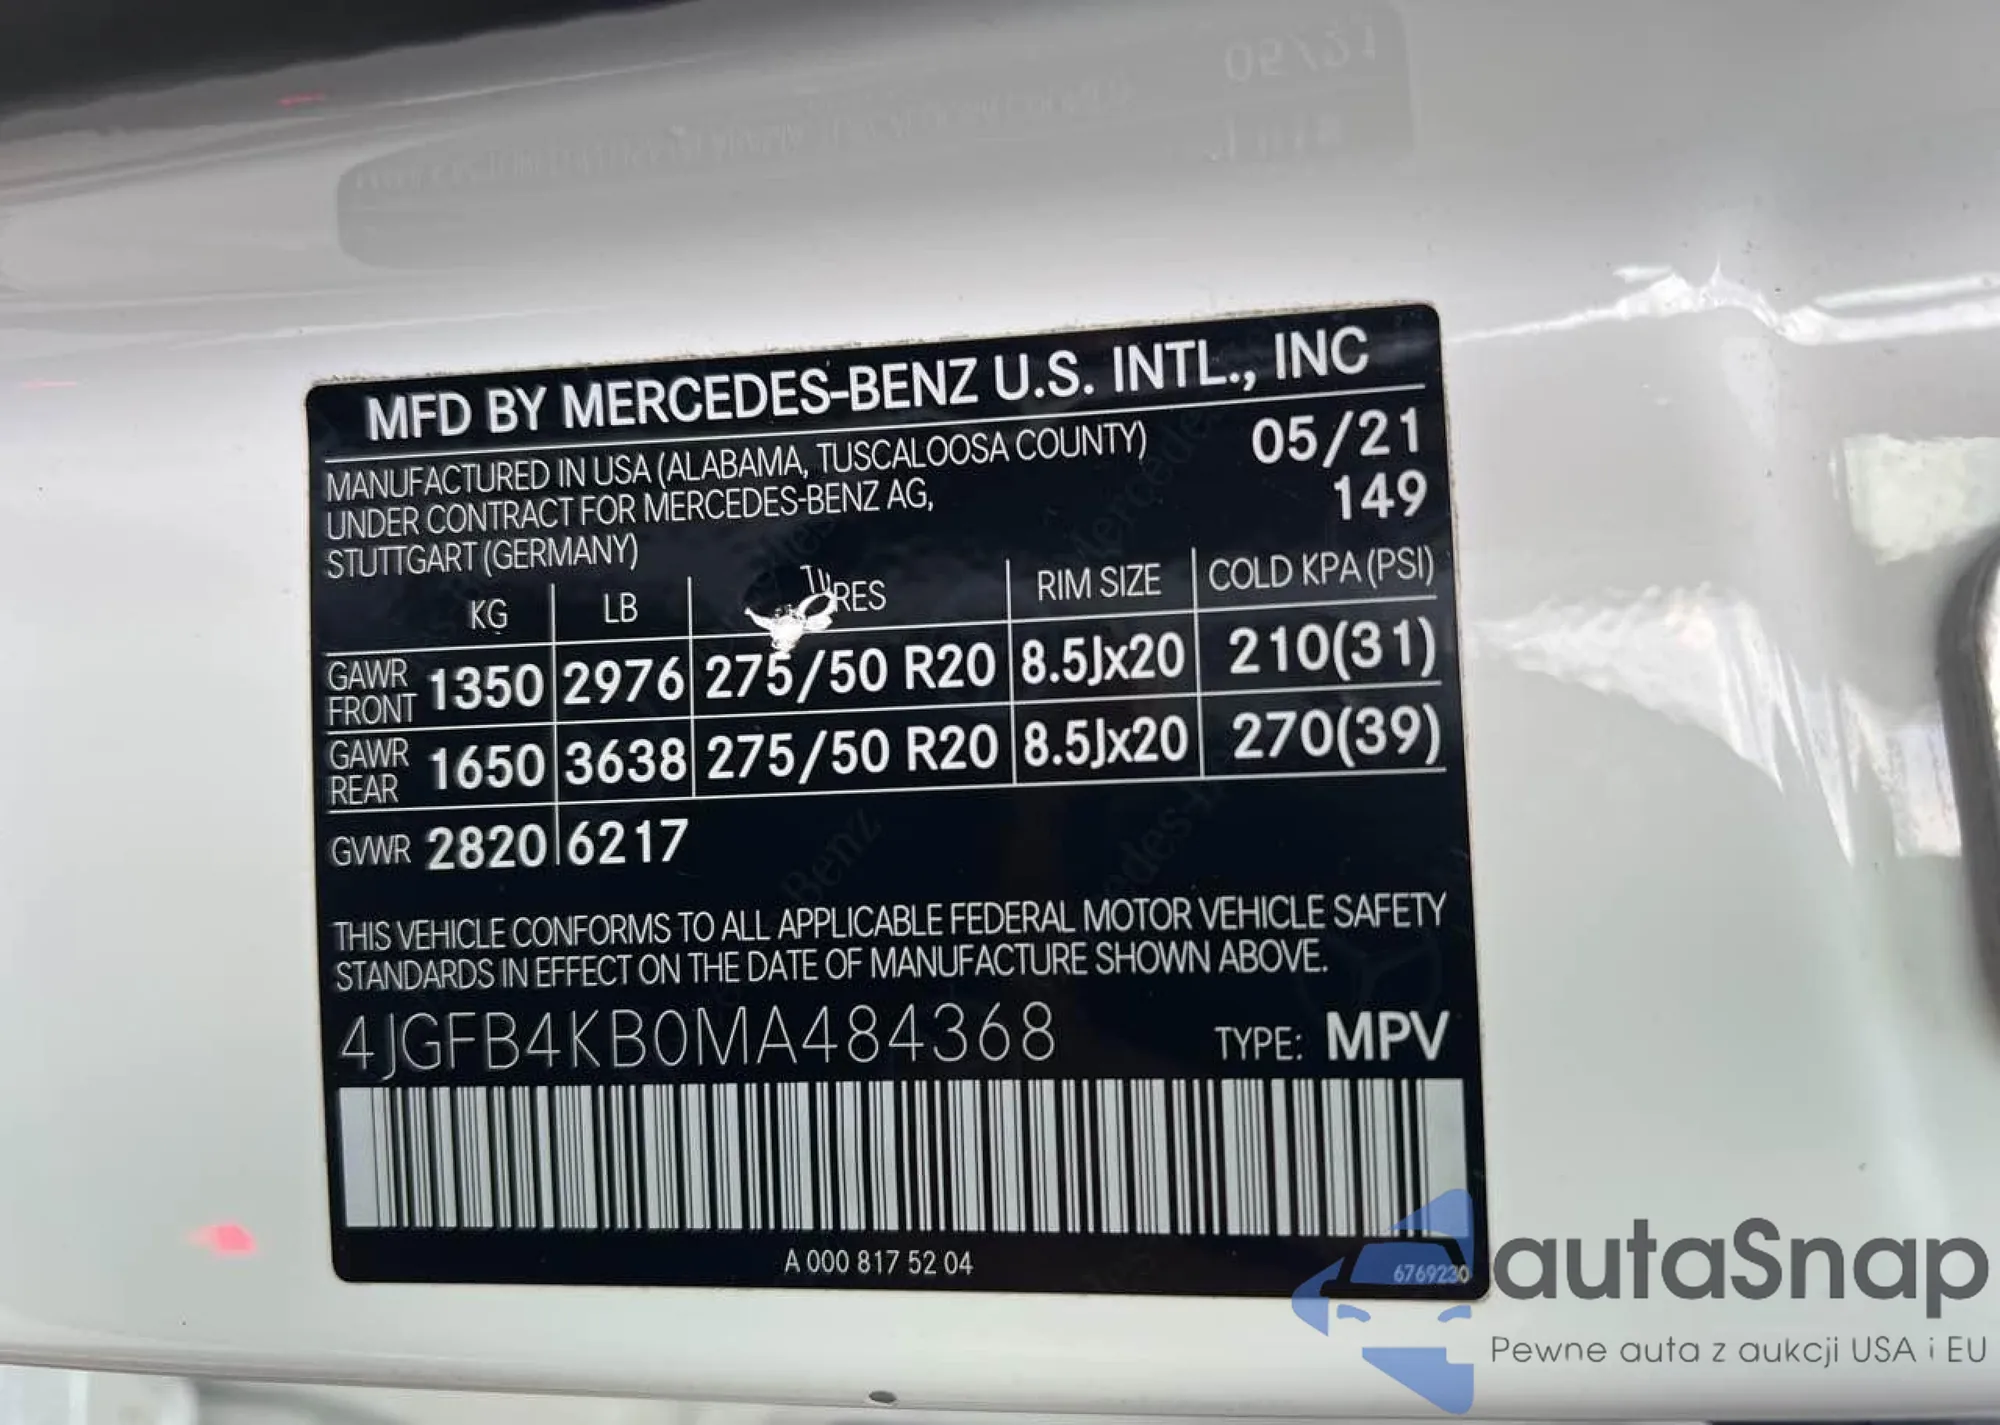 MFD BY MERCEDES-BENZ U.S. INTL., INC
MANUFACTURED IN USA (ALABAMA, TUSCALOOSA COUNTY) 05/21
UNDER CONTRACT FOR MERCEDES-BENZ AG, 149
STUTTGART (GERMANY)
KG LB TYRES RIM SIZE COLD KPA (PSI)
GAWR FRONT 1350 2976 275/50 R20 8.5Jx20 210(31)
GAWR REAR 1650 3638 275/50 R20 8.5Jx20 270(39)
GVWR 2820 6217
THIS VEHICLE CONFORMS TO ALL APPLICABLE FEDERAL MOTOR VEHICLE SAFETY
STANDARDS IN EFFECT ON THE DATE OF MANUFACTURE SHOWN ABOVE.
4JGFB4KB0MA484368 TYPE: MPV
A 000 817 52 04
6769230
autaSnap
Pewne auta z aukcji USA i EU